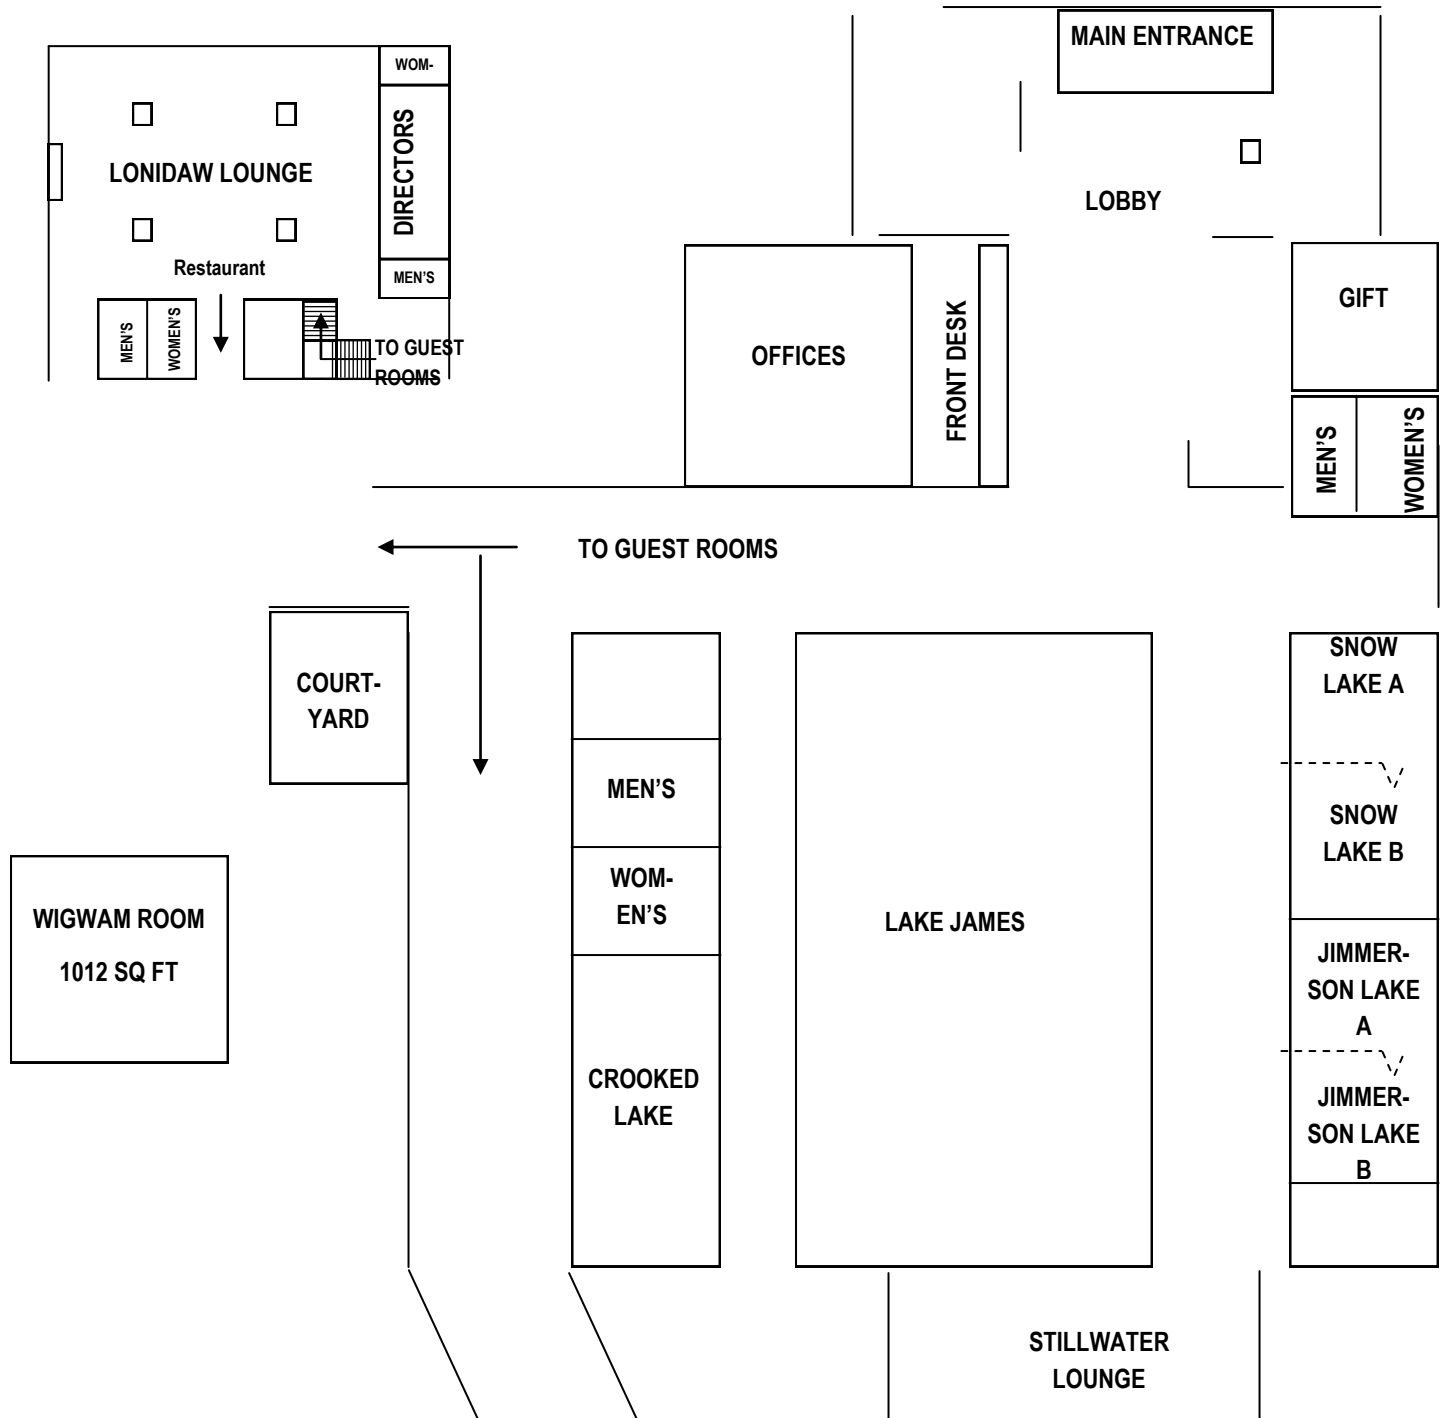 MAIN ENTRANCE
WOM-
DIRECTORS
LONIDAW LOUNGE
LOBBY
Restaurant
MEN'S
GIFT
MEN'S
WOMEN'S
TO GUEST
ROOMS
OFFICES
FRONT DESK
MEN'S
WOMEN'S
TO GUEST ROOMS
COURT-
YARD
SNOW
LAKE A
MEN'S
SNOW
LAKE B
WOM-
EN'S
WIGWAM ROOM
1012 SQ FT
LAKE JAMES
JIMMER-
SON LAKE
A
CROOKED
LAKE
JIMMER-
SON LAKE
B
STILLWATER
LOUNGE